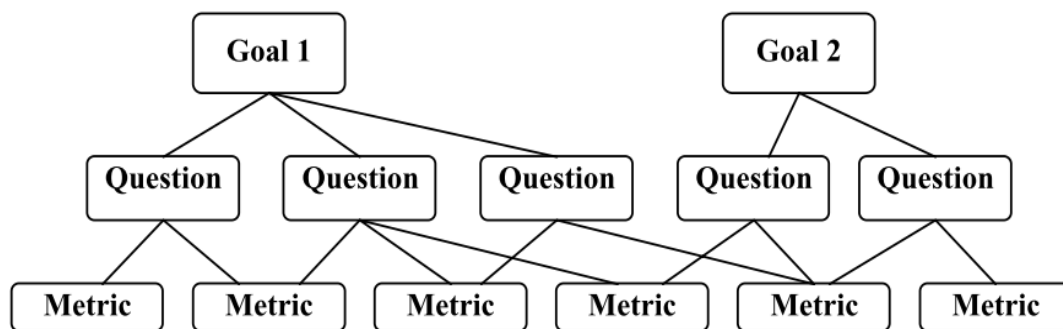 Goal 1 Goal 2
Question Question Question Question Question
Metric Metric Metric Metric Metric Metric